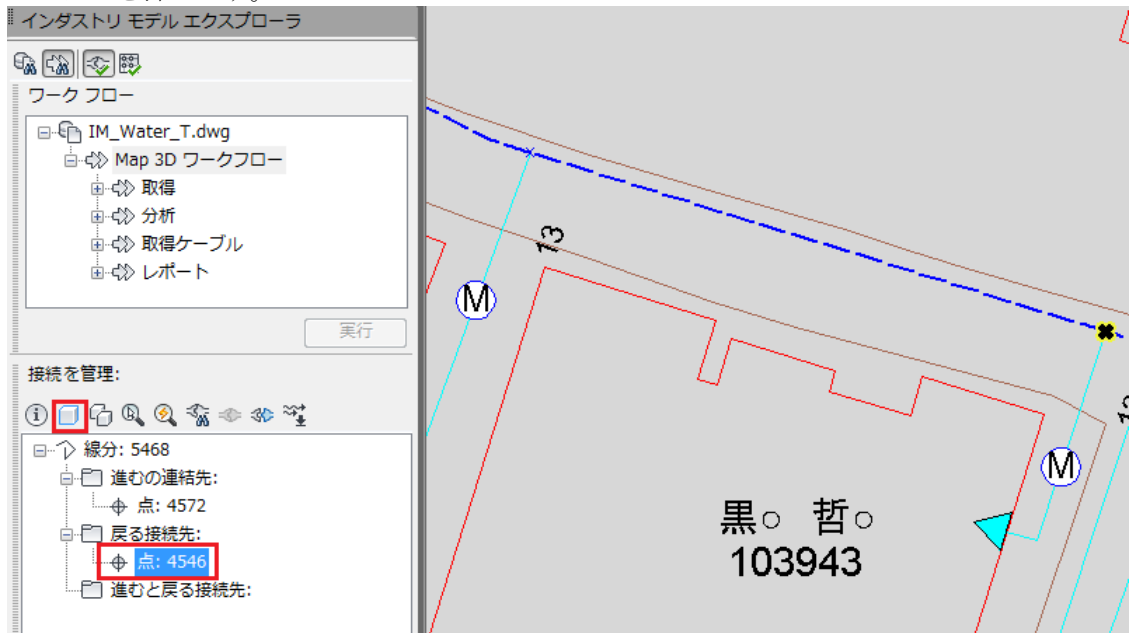 インダストリ モデル エクスプローラ
ワーク フロー
IM_Water_T.dwg
Map 3D ワークフロー
取得
分析
取得ケーブル
レポート
実行
接続を管理:
線分: 5468
進むの連結先:
点: 4572
戻る接続先:
点: 4546
進むと戻る接続先:
13
M
M
黒○ 哲○
103943